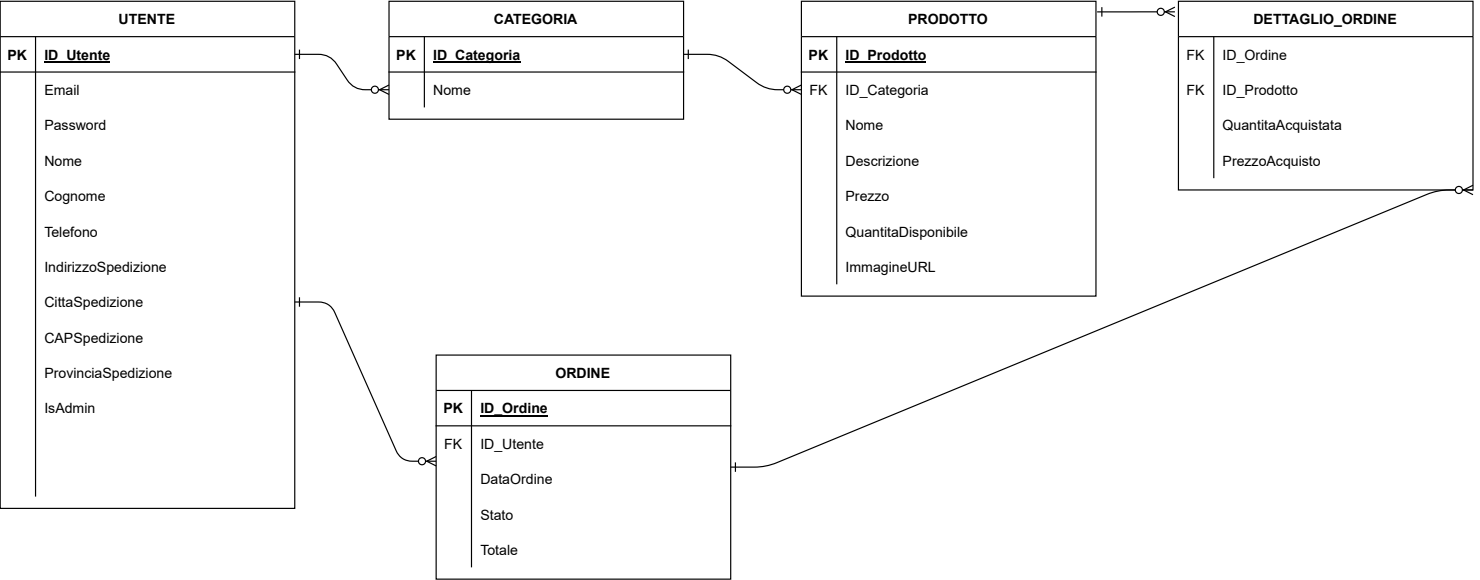 UTENTE
PK ID_Utente
Email
Password
Nome
Cognome
Telefono
IndirizzoSpedizione
CittaSpedizione
CAPSpedizione
ProvinciaSpedizione
IsAdmin
CATEGORIA
PK ID_Categoria
Nome
PRODOTTO
PK ID_Prodotto
FK ID_Categoria
Nome
Descrizione
Prezzo
QuantitaDisponibile
ImmagineURL
DETTAGLIO_ORDINE
FK ID_Ordine
FK ID_Prodotto
QuantitaAcquistata
PrezzoAcquisto
ORDINE
PK ID_Ordine
FK ID_Utente
DataOrdine
Stato
Totale